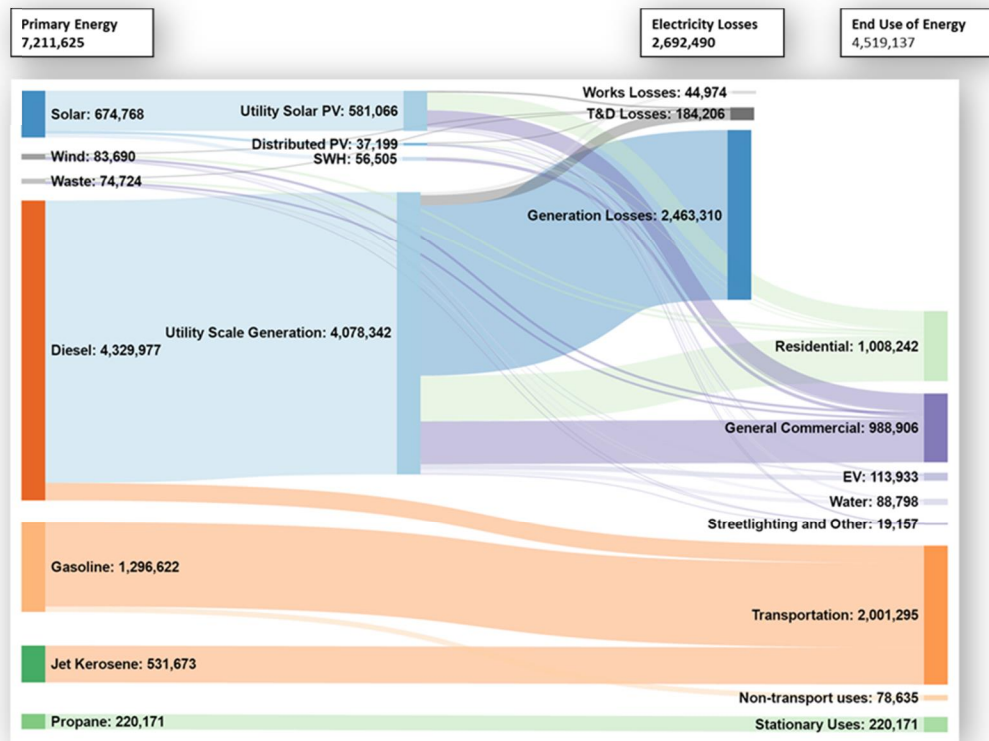 Primary Energy
7,211,625
Electricity Losses
2,692,490
End Use of Energy
4,519,137
Solar: 674,768
Utility Solar PV: 581,066
Works Losses: 44,974
T&D Losses: 184,206
Distributed PV: 37,199
Wind: 83,690
SWH: 56,505
Waste: 74,724
Generation Losses: 2,463,310
Utility Scale Generation: 4,078,342
Diesel: 4,329,977
Residential: 1,008,242
General Commercial: 988,906
EV: 113,933
Water: 88,798
Streetlighting and Other: 19,157
Gasoline: 1,296,622
Transportation: 2,001,295
Jet Kerosene: 531,673
Non-transport uses: 78,635
Propane: 220,171
Stationary Uses: 220,171